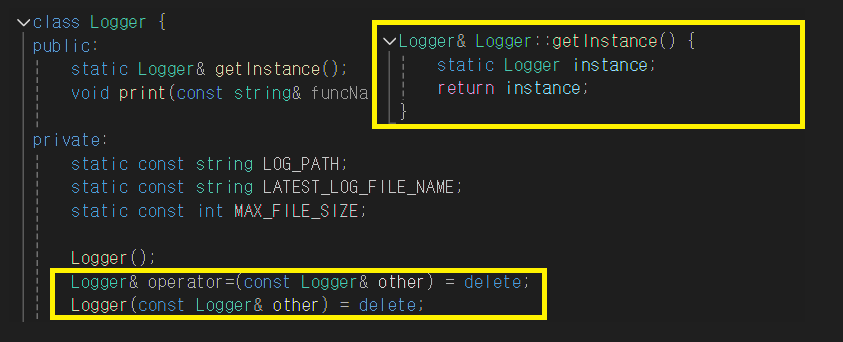 class Logger {
public:
static Logger& getInstance();
void print(const string& funcNa
private:
static const string LOG_PATH;
static const string LATEST_LOG_FILE_NAME;
static const int MAX_FILE_SIZE;
Logger();
Logger& operator=(const Logger& other) = delete;
Logger(const Logger& other) = delete;
Logger& Logger::getInstance() {
static Logger instance;
return instance;
}